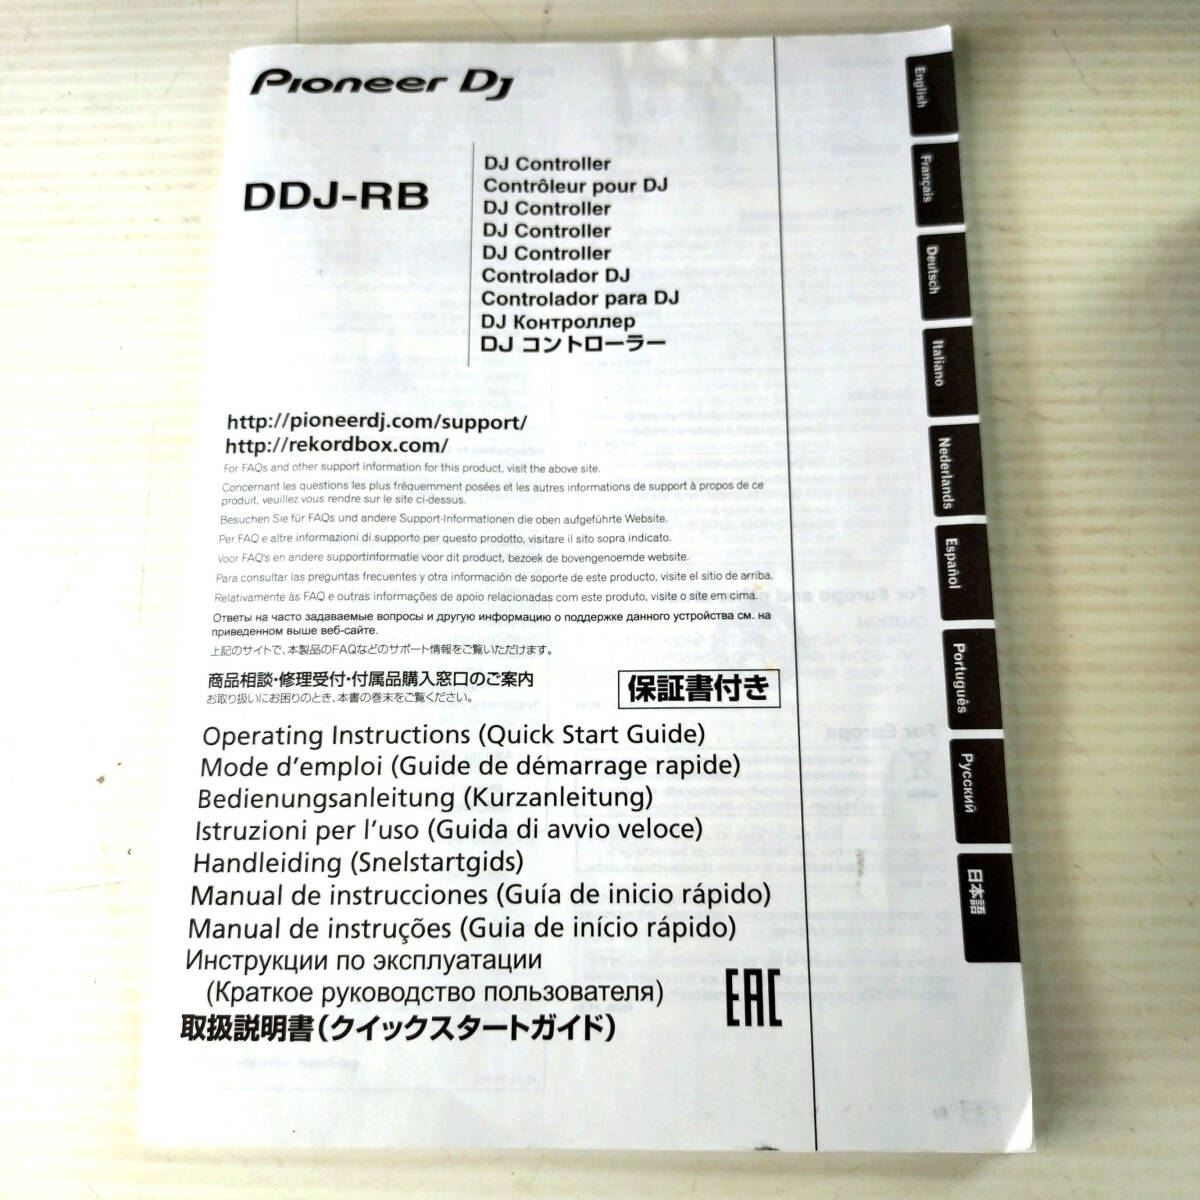 Pioneer Dj
DDJ-RB
DJ Controller
Contrôleur pour DJ
DJ Controller
DJ Controller
DJ Controller
Controlador DJ
Controlador para DJ
DJ Контроллер
DJ コントローラー
http://pioneerdj.com/support/
http://rekordbox.com/
For FAQs and other support information for this product, visit the above site.
Concernant les questions les plus fréquemment posées et les autres informations de support à propos de ce
produit, veuillez vous rendre sur le site ci-dessus.
Besuchen Sie für FAQs und andere Support-Informationen die oben aufgeführte Website.
Per FAQ e altre informazioni di supporto per questo prodotto, visitare il sito sopra indicato.
Voor FAQ's en andere supportinformatie voor dit product, bezoek de bovengenoemde website.
Para consultar las preguntas frecuentes y otra información de soporte de este producto, visite el sitio de arriba.
Relativamente às FAQ e outras informações de apoio relacionadas com este produto, visite o site em cima.
Ответы на часто задаваемые вопросы и другую информацию о поддержке данного устройства см. на
приведенном выше веб-сайте.
上記のサイトで、本製品のFAQなどのサポート情報をご覧いただけます。
商品相談・修理受付・付属品購入窓口のご案内
お取り扱いにお困りのとき、本書の巻末をご覧ください。
保証書付き
Operating Instructions (Quick Start Guide)
Mode d'emploi (Guide de démarrage rapide)
Bedienungsanleitung (Kurzanleitung)
Istruzioni per l'uso (Guida di avvio veloce)
Handleiding (Snelstartgids)
Manual de instrucciones (Guía de inicio rápido)
Manual de instruções (Guia de início rápido)
Инструкции по эксплуатации
(Краткое руководство пользователя)
取扱説明書(クイックスタートガイド)
EAC
English
Français
Deutsch
Italiano
Nederlands
Español
Português
Русский
日本語